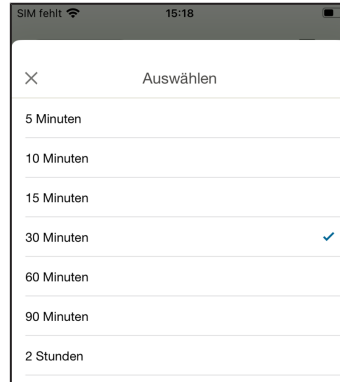 SIM fehlt 15:18
Auswählen
5 Minuten
10 Minuten
15 Minuten
30 Minuten
60 Minuten
90 Minuten
2 Stunden